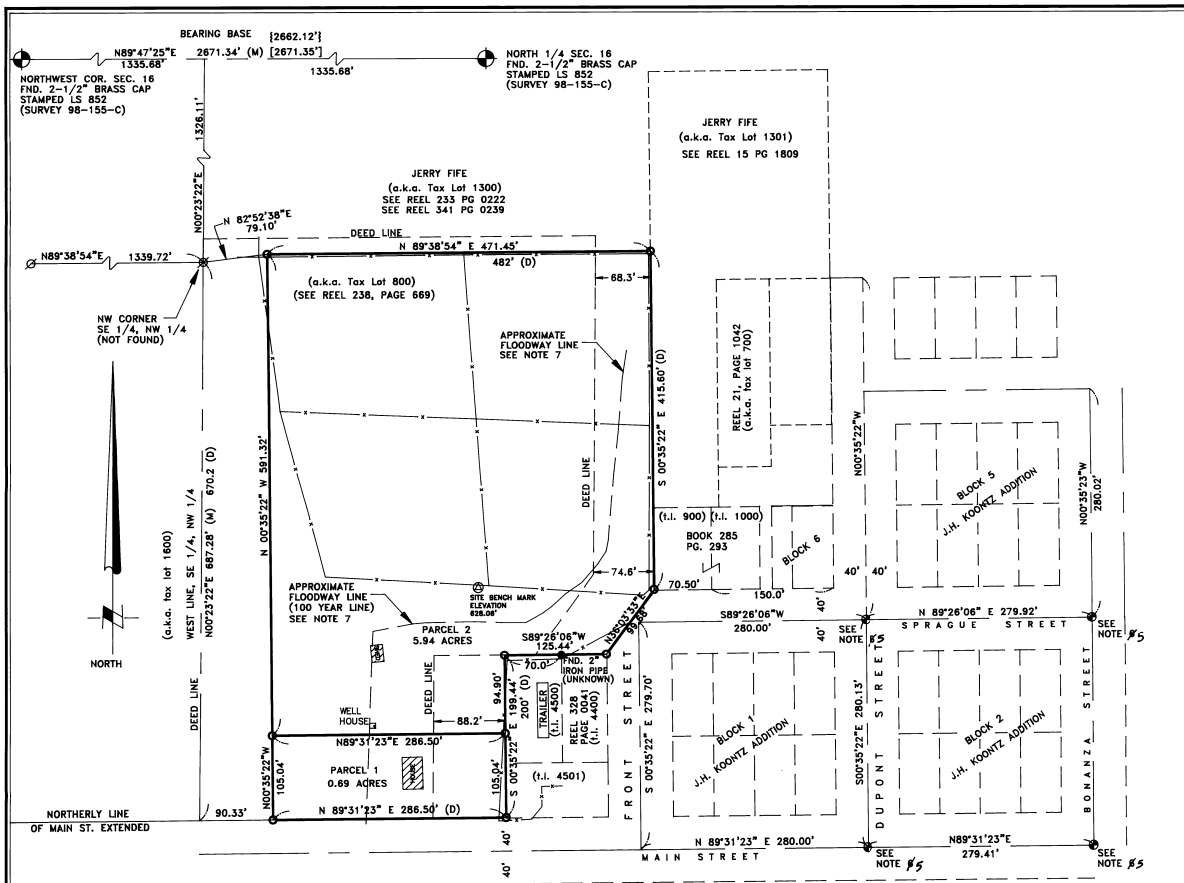 BEARING BASE
{2662.12'}
N89°47'25"E 2671.34' (M) [2671.35']
1335.68'
1335.68'
NORTHWEST COR. SEC. 16
FND. 2-1/2" BRASS CAP
STAMPED LS 852
(SURVEY 98-155-C)
NORTH 1/4 SEC. 16
FND. 2-1/2" BRASS CAP
STAMPED LS 852
(SURVEY 98-155-C)
1326.11'
N00°23'22"E
JERRY FIFE
(a.k.a. Tax Lot 1301)
SEE REEL 15 PG 1809
JERRY FIFE
(a.k.a. Tax Lot 1300)
SEE REEL 233 PG 0222
SEE REEL 341 PG 0239
N 82°52'38"E
79.10'
DEED LINE
N 89°38'54" E 471.45'
482' (D)
N89°38'54"E
1339.72'
(a.k.a. Tax Lot 800)
(SEE REEL 238, PAGE 669)
68.3'
NW CORNER
SE 1/4, NW 1/4
(NOT FOUND)
APPROXIMATE
FLOODWAY LINE
SEE NOTE 7
S 00°35'22" E 415.60' (D)
REEL 21, PAGE 1042
(a.k.a. tax lot 700)
N00°35'22"W
DEED LINE
N 00°35'22" W 591.32'
(a.k.a. tax lot 1600)
WEST LINE, SE 1/4, NW 1/4
N00°23'22"E 687.28' (M) 670.2 (D)
DEED LINE
NORTH
BLOCK 5
J.H. KOONTZ ADDITION
N00°35'23"W
280.02'
(t.l. 900)
(t.l. 1000)
BOOK 285
PG. 293
BLOCK 6
40'
40'
74.6'
70.50'
150.0'
40'
40'
APPROXIMATE
FLOODWAY LINE
(100 YEAR LINE)
SEE NOTE 7
SITE BENCH MARK
ELEVATION
628.08'
N36°03'33"E
99.68'
PARCEL 2
5.94 ACRES
S89°26'06"W
125.44'
70.0'
FND. 2"
IRON PIPE
(UNKNOWN)
S89°26'06"W
280.00'
N 89°26'06" E 279.92'
SPRAGUE STREET
SEE
NOTE #5
SEE
NOTE #5
DEED LINE
94.90'
S 00°35'22" E 199.44'
200' (D)
TRAILER
(t.l. 4500)
REEL 328
PAGE 0041
(t.l. 4400)
FRONT STREET
S 00°35'22" E 279.70'
BLOCK 1
J.H. KOONTZ ADDITION
S00°35'22"E 280.13'
DUPONT STREET
BLOCK 2
J.H. KOONTZ ADDITION
BONANZA STREET
WELL
HOUSE
88.2'
N89°31'23"E 286.50'
PARCEL 1
0.69 ACRES
N00°35'22"W
105.04'
105.04'
(t.l. 4501)
NORTHERLY LINE
OF MAIN ST. EXTENDED
90.33'
N 89°31'23" E 286.50' (D)
40'
40'
N 89°31'23" E 280.00'
MAIN STREET
N89°31'23"E
279.41'
SEE
NOTE #5
SEE
NOTE #5